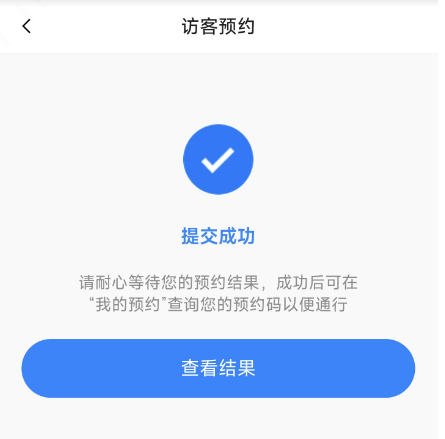 访客预约
提交成功
请耐心等待您的预约结果，成功后可在
“我的预约”查询您的预约码以便通行
查看结果